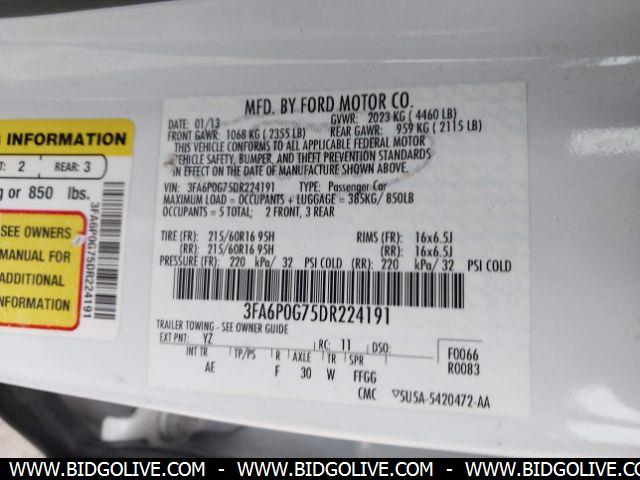 MFD. BY FORD MOTOR CO.
DATE: 01/13 GVWR: 2023 KG ( 4460 LB)
FRONT GAWR: 1068 KG ( 2355 LB) REAR GAWR: 959 KG ( 2115 LB)
THIS VEHICLE CONFORMS TO ALL APPLICABLE FEDERAL MOTOR
VEHICLE SAFETY, BUMPER, AND THEFT PREVENTION STANDARDS
IN EFFECT ON THE DATE OF MANUFACTURE SHOWN ABOVE.
VIN: 3FA6P0G75DR224191 TYPE: Passenger Car
MAXIMUM LOAD = OCCUPANTS + LUGGAGE = 385KG/ 850LB
OCCUPANTS = 5 TOTAL; 2 FRONT, 3 REAR
TIRE (FR): 215/60R16 95H RIMS (FR): 16x6.5J
(RR): 215/60R16 95H (RR): 16x6.5J
PRESSURE (FR): 220 kPa/ 32 PSI COLD (RR): 220 kPa/ 32 PSI COLD
3FA6P0G75DR224191
TRAILER TOWING - SEE OWNER GUIDE
EXT PNT: YZ RC: 11 DSO:
INT TR TP/PS R AXLE TR SPR
AE F 30 W FFGG
F0066
R0083
CMC 5U5A-5420472-AA
INFORMATION
: 2 REAR: 3
g or 850 lbs.
SEE OWNERS
MANUAL FOR
ADDITIONAL
INFORMATION
3FA6P0G75DR224191
WWW.BIDGOLIVE.COM - WWW.BIDGOLIVE.COM - WWW.BIDGOLIVE.COM